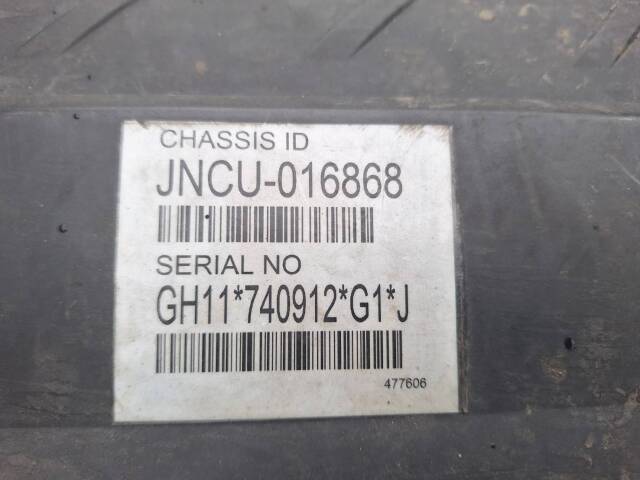 CHASSIS ID
JNCU-016868
SERIAL NO
GH11*740912*G1*J
477606